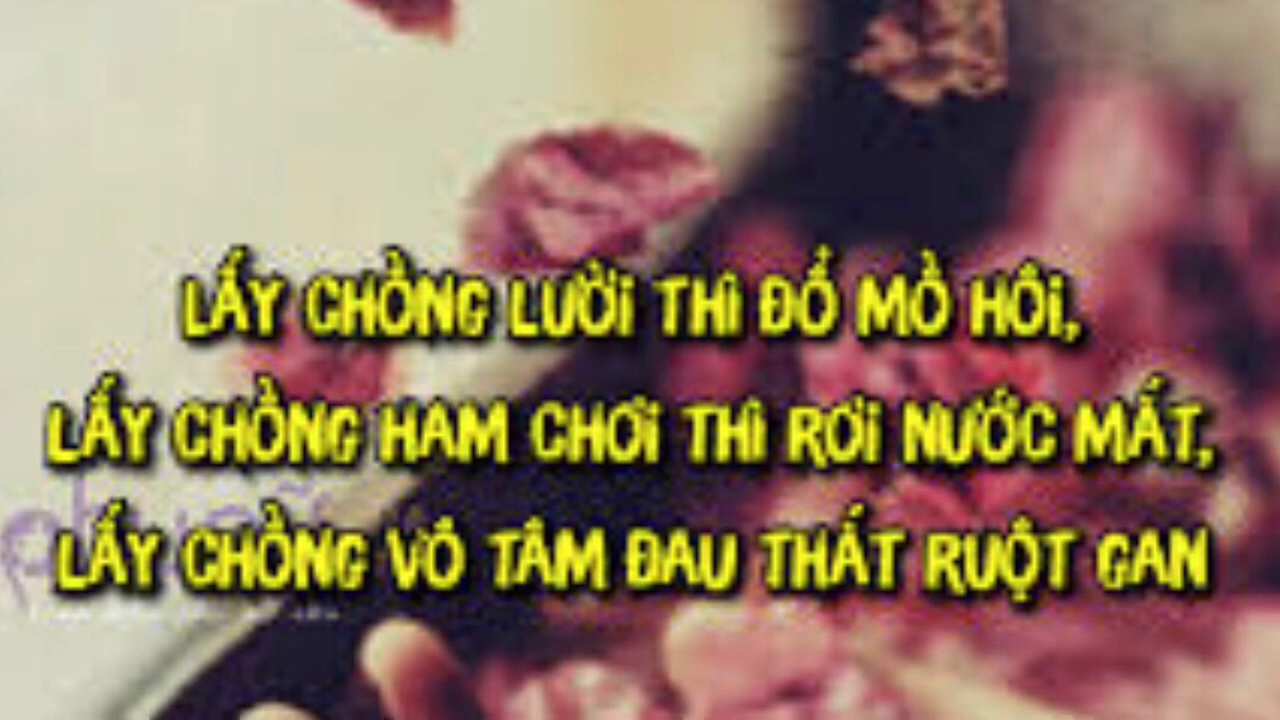 LẤY CHỒNG LƯỜI THÌ ĐỔ MỒ HÔI,
LẤY CHỒNG HAM CHƠI THÌ RƠI NƯỚC MẮT,
LẤY CHỒNG VÔ TÂM ĐAU THẮT RUỘT GAN